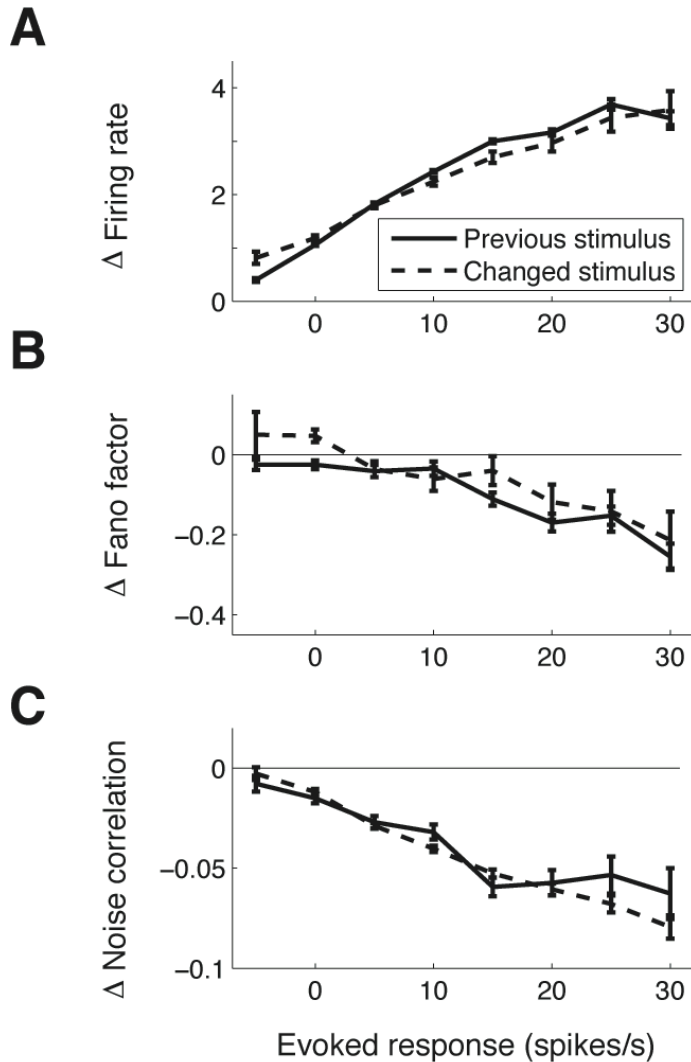 A
Δ Firing rate
4
2
0
Previous stimulus
Changed stimulus
0 10 20 30
B
Δ Fano factor
0
−0.2
−0.4
0 10 20 30
C
Δ Noise correlation
0
−0.05
−0.1
0 10 20 30
Evoked response (spikes/s)